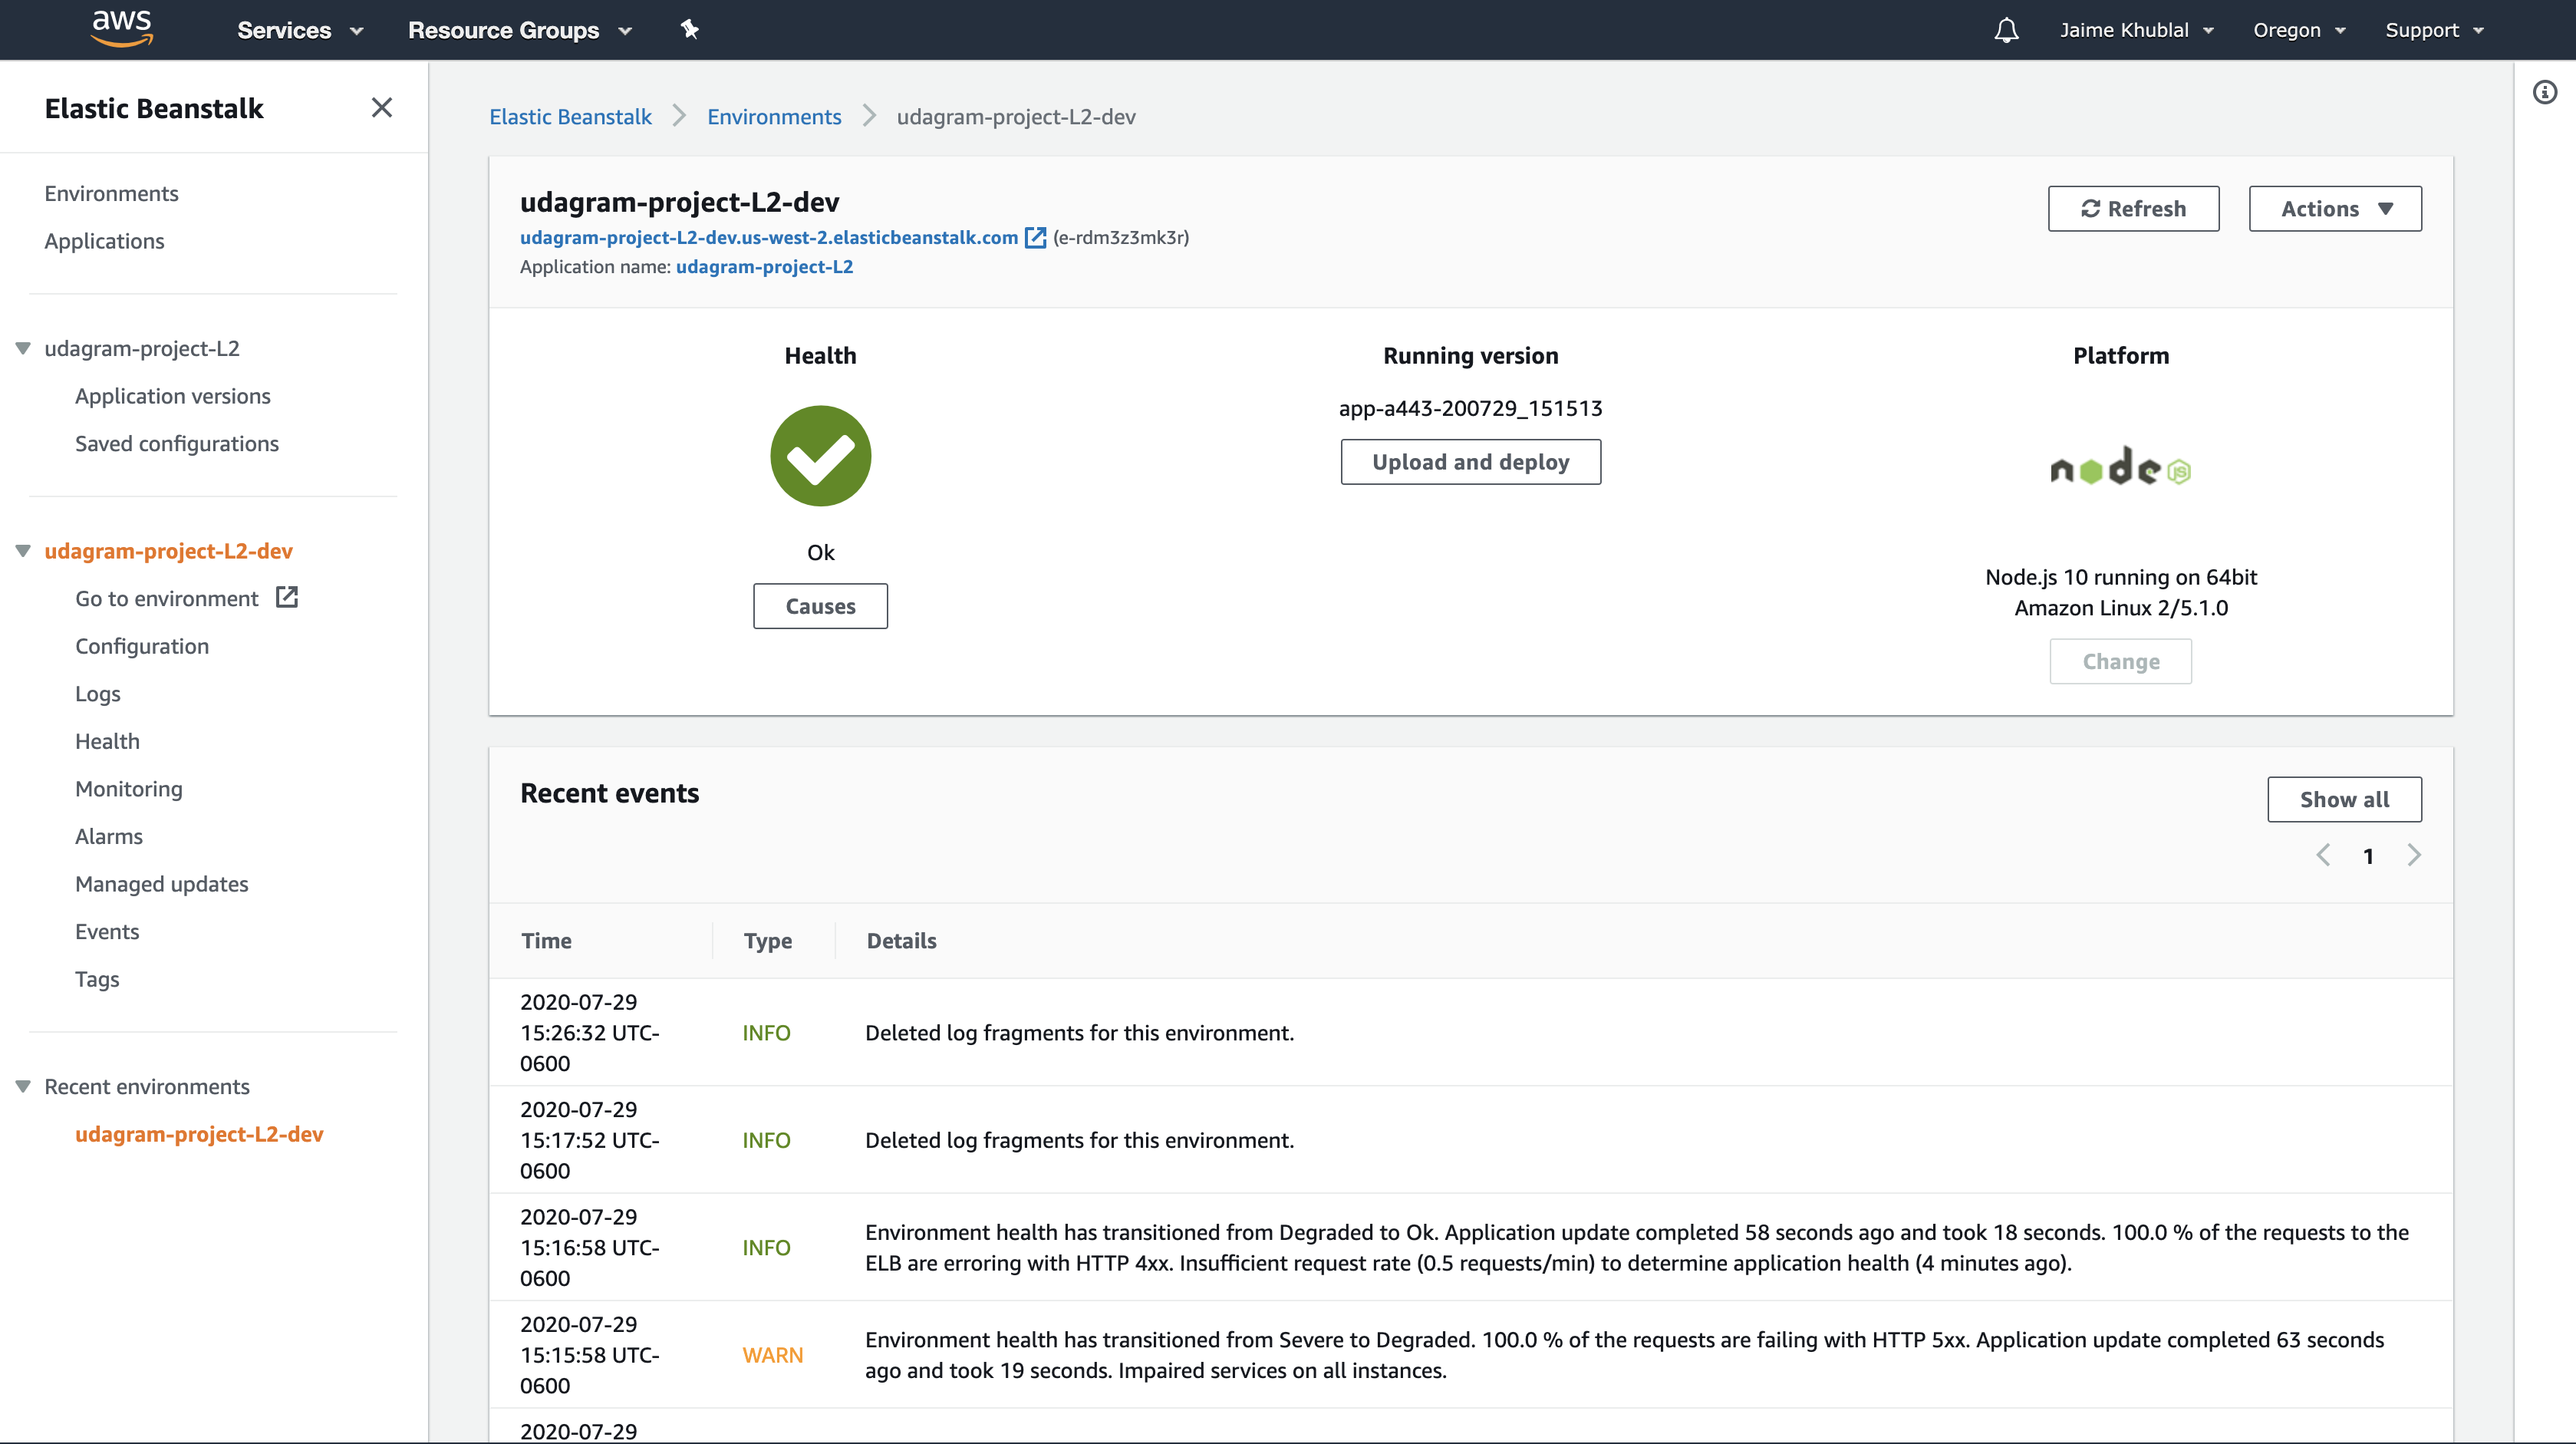 aws Services Resource Groups Jaime Khublal Oregon Support
Elastic Beanstalk
Environments
Applications
udagram-project-L2
Application versions
Saved configurations
udagram-project-L2-dev
Go to environment
Configuration
Logs
Health
Monitoring
Alarms
Managed updates
Events
Tags
Recent environments
udagram-project-L2-dev
Elastic Beanstalk Environments udagram-project-L2-dev
udagram-project-L2-dev
Refresh Actions
udagram-project-L2-dev.us-west-2.elasticbeanstalk.com (e-rdm3z3mk3r)
Application name: udagram-project-L2
Health
Ok
Causes
Running version
app-a443-200729_151513
Upload and deploy
Platform
node JS
Node.js 10 running on 64bit
Amazon Linux 2/5.1.0
Change
Recent events
Show all
1
Time Type Details
2020-07-29
15:26:32 UTC-
0600
INFO
Deleted log fragments for this environment.
2020-07-29
15:17:52 UTC-
0600
INFO
Deleted log fragments for this environment.
2020-07-29
15:16:58 UTC-
0600
INFO
Environment health has transitioned from Degraded to Ok. Application update completed 58 seconds ago and took 18 seconds. 100.0 % of the requests to the
ELB are erroring with HTTP 4xx. Insufficient request rate (0.5 requests/min) to determine application health (4 minutes ago).
2020-07-29
15:15:58 UTC-
0600
WARN
Environment health has transitioned from Severe to Degraded. 100.0 % of the requests are failing with HTTP 5xx. Application update completed 63 seconds
ago and took 19 seconds. Impaired services on all instances.
2020-07-29